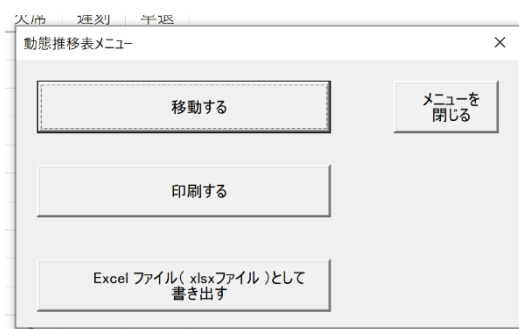 欠席 遅刻 早退
動態推移表メニュー
移動する
メニューを
閉じる
印刷する
Excel ファイル( xlsxファイル )として
書き出す